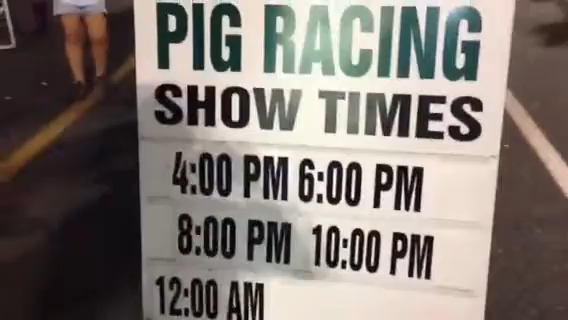 PIG RACING
SHOW TIMES
4:00 PM 6:00 PM
8:00 PM 10:00 PM
12:00 AM